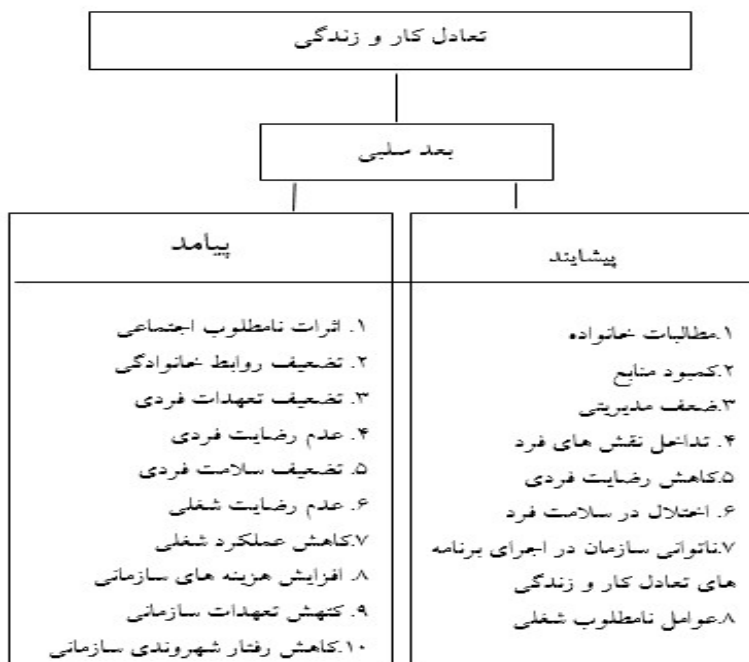 تعادل کار و زندگی
بعد سلبی
پیشایند
۱.مطالبات خانواده
۲.کمبود منابع
۳.ضعف مدیریتی
۴. تداخل نقش های فرد
۵.کاهش رضایت فردی
۶. اختلال در سلامت فرد
۷.ناتوانی سازمان در اجرای برنامه
های تعادل کار و زندگی
۸.عوامل نامطلوب شغلی
پیامد
۱. اثرات نامطلوب اجتماعی
۲. تضعیف روابط خانوادگی
۳. تضعیف تعهدات فردی
۴. عدم رضایت فردی
۵. تضعیف سلامت فردی
۶. عدم رضایت شغلی
۷.کاهش عملکرد شغلی
۸. افزایش هزینه های سازمانی
۹. کتهش تعهدات سازمانی
۱۰.کاهش رفتار شهروندی سازمانی